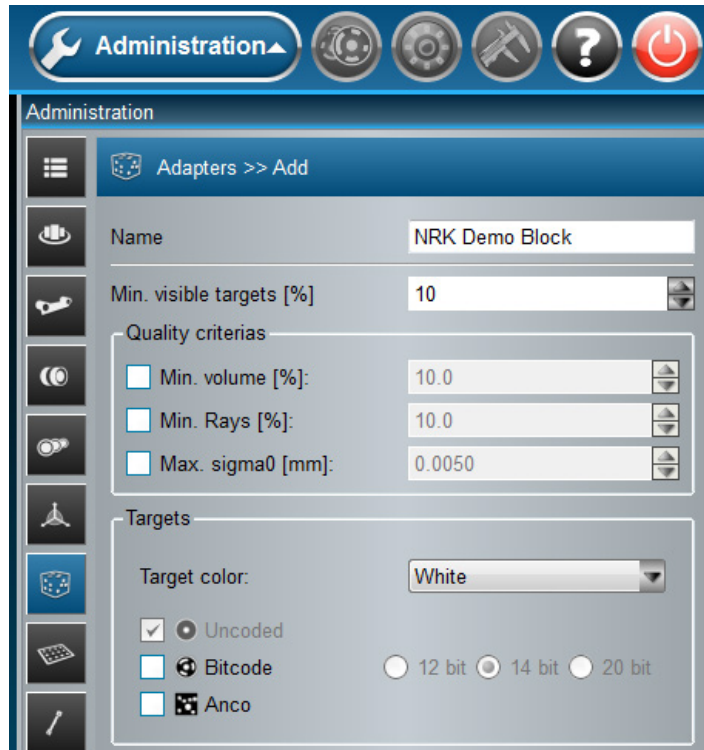 Administration
?
Administration
Adapters >> Add
Name NRK Demo Block
Min. visible targets [%] 10
Quality criterias
Min. volume [%]: 10.0
Min. Rays [%]: 10.0
Max. sigma0 [mm]: 0.0050
Targets
Target color: White
Uncoded
Bitcode 12 bit 14 bit 20 bit
Anco